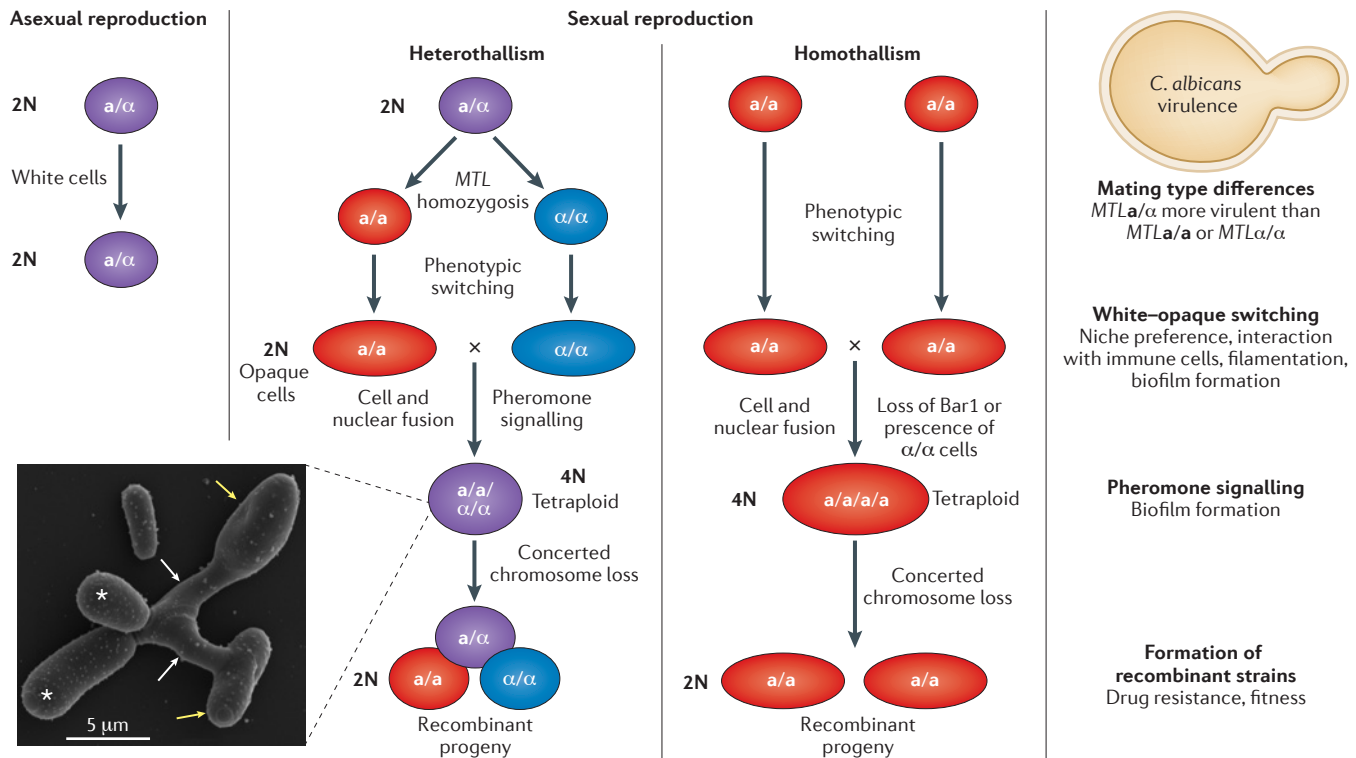 Asexual reproduction
2N
a/α
White cells
2N
a/α
Sexual reproduction
Heterothallism
2N
a/α
MTL
homozygosis
a/a
α/α
Phenotypic
switching
2N
Opaque
cells
a/a
×
α/α
Cell and
nuclear fusion
Pheromone
signalling
a/a/
α/α
4N
Tetraploid
Concerted
chromosome loss
a/α
2N
a/a
α/α
Recombinant
progeny
*
*
5 µm
Homothallism
a/a
a/a
Phenotypic
switching
a/a
×
a/a
Cell and
nuclear fusion
Loss of Bar1 or
prescence of
α/α cells
4N
a/a/a/a
Tetraploid
Concerted
chromosome loss
2N
a/a
a/a
Recombinant
progeny
C. albicans
virulence
Mating type differences
MTLa/α more virulent than
MTLa/a or MTLα/α
White–opaque switching
Niche preference, interaction
with immune cells, filamentation,
biofilm formation
Pheromone signalling
Biofilm formation
Formation of
recombinant strains
Drug resistance, fitness